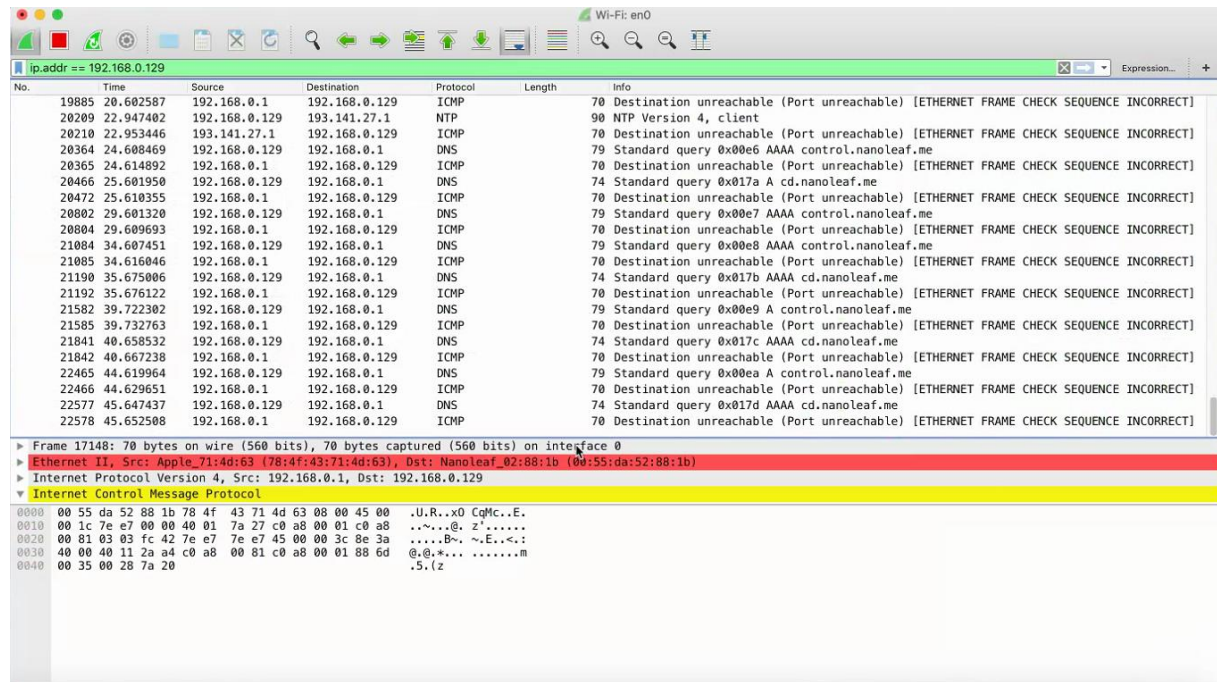 Wi-Fi: en0
ip.addr == 192.168.0.129
Expression... +
No. Time Source Destination Protocol Length Info
19885 20.602587 192.168.0.1 192.168.0.129 ICMP 70 Destination unreachable (Port unreachable) [ETHERNET FRAME CHECK SEQUENCE INCORRECT]
20209 22.947402 192.168.0.129 193.141.27.1 NTP 90 NTP Version 4, client
20210 22.953446 193.141.27.1 192.168.0.129 ICMP 70 Destination unreachable (Port unreachable) [ETHERNET FRAME CHECK SEQUENCE INCORRECT]
20364 24.608469 192.168.0.129 192.168.0.1 DNS 79 Standard query 0x00e6 AAAA control.nanoleaf.me
20365 24.614892 192.168.0.1 192.168.0.129 ICMP 70 Destination unreachable (Port unreachable) [ETHERNET FRAME CHECK SEQUENCE INCORRECT]
20466 25.601950 192.168.0.129 192.168.0.1 DNS 74 Standard query 0x017a A cd.nanoleaf.me
20472 25.610355 192.168.0.1 192.168.0.129 ICMP 70 Destination unreachable (Port unreachable) [ETHERNET FRAME CHECK SEQUENCE INCORRECT]
20802 29.601320 192.168.0.129 192.168.0.1 DNS 79 Standard query 0x00e7 AAAA control.nanoleaf.me
20804 29.609693 192.168.0.1 192.168.0.129 ICMP 70 Destination unreachable (Port unreachable) [ETHERNET FRAME CHECK SEQUENCE INCORRECT]
21084 34.607451 192.168.0.129 192.168.0.1 DNS 79 Standard query 0x00e8 AAAA control.nanoleaf.me
21085 34.616046 192.168.0.1 192.168.0.129 ICMP 70 Destination unreachable (Port unreachable) [ETHERNET FRAME CHECK SEQUENCE INCORRECT]
21190 35.675006 192.168.0.129 192.168.0.1 DNS 74 Standard query 0x017b AAAA cd.nanoleaf.me
21192 35.676122 192.168.0.1 192.168.0.129 ICMP 70 Destination unreachable (Port unreachable) [ETHERNET FRAME CHECK SEQUENCE INCORRECT]
21582 39.722302 192.168.0.129 192.168.0.1 DNS 79 Standard query 0x00e9 A control.nanoleaf.me
21585 39.732763 192.168.0.1 192.168.0.129 ICMP 70 Destination unreachable (Port unreachable) [ETHERNET FRAME CHECK SEQUENCE INCORRECT]
21841 40.658532 192.168.0.129 192.168.0.1 DNS 74 Standard query 0x017c AAAA cd.nanoleaf.me
21842 40.667238 192.168.0.1 192.168.0.129 ICMP 70 Destination unreachable (Port unreachable) [ETHERNET FRAME CHECK SEQUENCE INCORRECT]
22465 44.619964 192.168.0.129 192.168.0.1 DNS 79 Standard query 0x00ea A control.nanoleaf.me
22466 44.629651 192.168.0.1 192.168.0.129 ICMP 70 Destination unreachable (Port unreachable) [ETHERNET FRAME CHECK SEQUENCE INCORRECT]
22577 45.647437 192.168.0.129 192.168.0.1 DNS 74 Standard query 0x017d AAAA cd.nanoleaf.me
22578 45.652508 192.168.0.1 192.168.0.129 ICMP 70 Destination unreachable (Port unreachable) [ETHERNET FRAME CHECK SEQUENCE INCORRECT]
Frame 17148: 70 bytes on wire (560 bits), 70 bytes captured (560 bits) on interface 0
Ethernet II, Src: Apple_71:4d:63 (78:4f:43:71:4d:63), Dst: Nanoleaf_02:88:1b (00:55:da:52:88:1b)
Internet Protocol Version 4, Src: 192.168.0.1, Dst: 192.168.0.129
Internet Control Message Protocol
0000 00 55 da 52 88 1b 78 4f 43 71 4d 63 08 00 45 00 .U.R..xO CqMc..E.
0010 00 1c 7e e7 00 00 40 01 7a 27 c0 a8 00 01 c0 a8 ..~...@. z'......
0020 00 81 03 03 fc 42 7e e7 7e e7 45 00 00 3c 8e 3a .....B~. ~.E..<.:
0030 40 00 40 11 2a a4 c0 a8 00 81 c0 a8 00 01 88 6d @.@.*... .......m
0040 00 35 00 28 7a 20 .5.(z